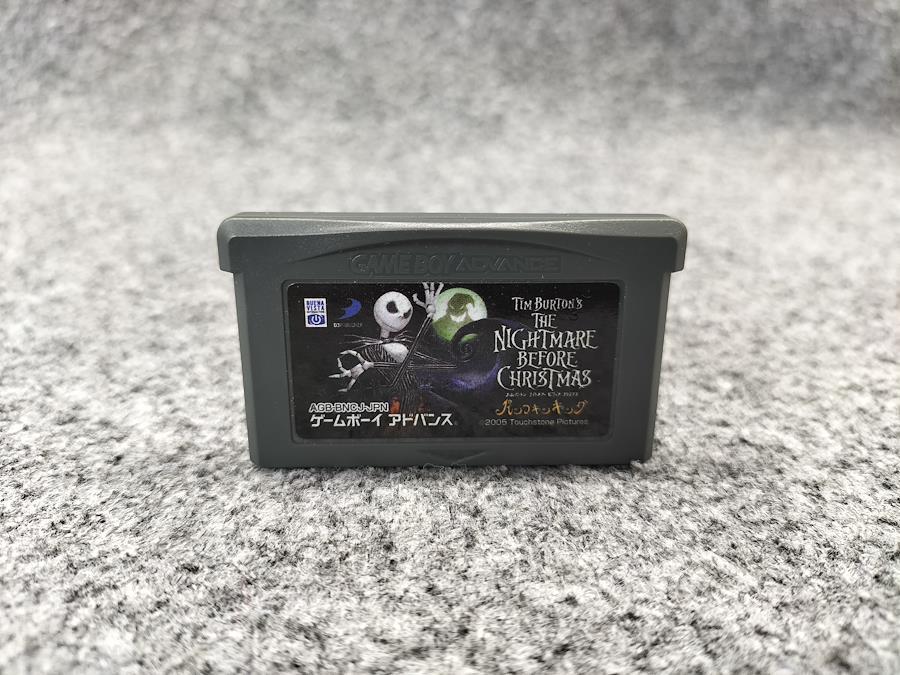 GAME BOY ADVANCE
BUENA
VISTA
D3PUBLISHER
TIM BURTON'S
THE
NIGHTMARE
BEFORE
CHRISTMAS
パンプキンキング
©2005 Touchstone Pictures
AGB-BNCJ-JPN
ゲームボーイ アドバンス